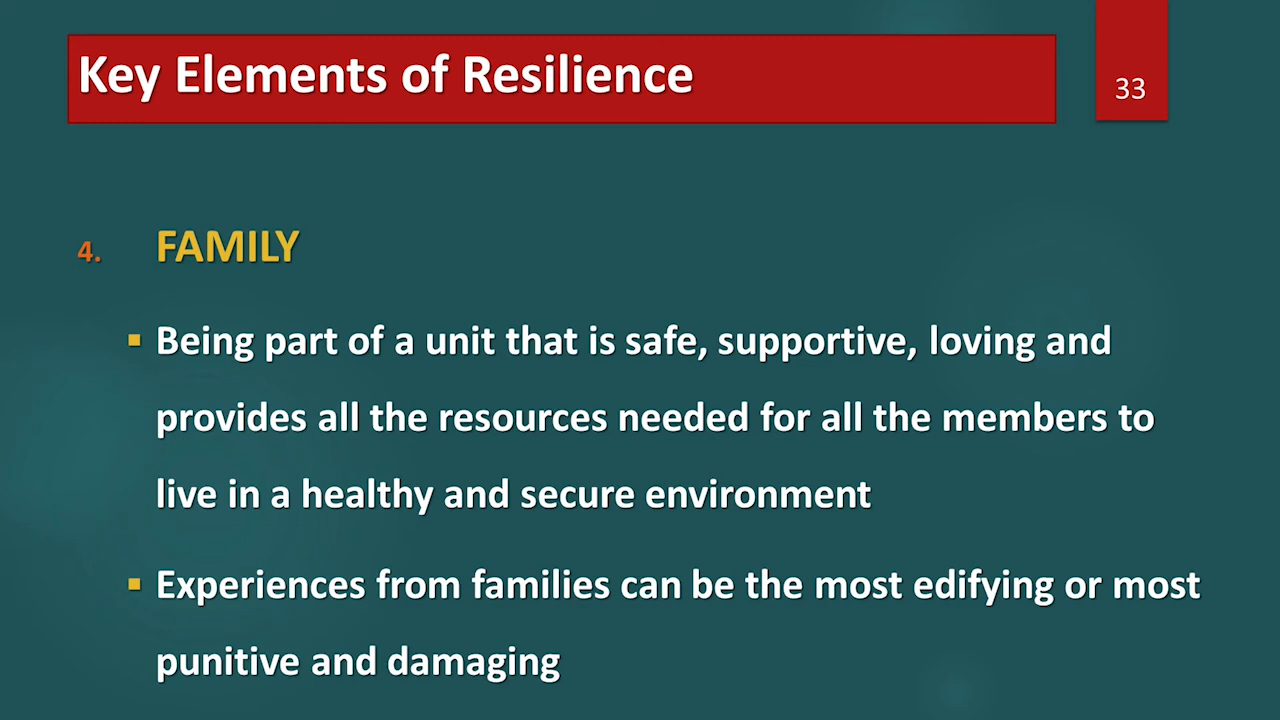 Key Elements of Resilience
33
4. FAMILY
▪ Being part of a unit that is safe, supportive, loving and
provides all the resources needed for all the members to
live in a healthy and secure environment
▪ Experiences from families can be the most edifying or most
punitive and damaging